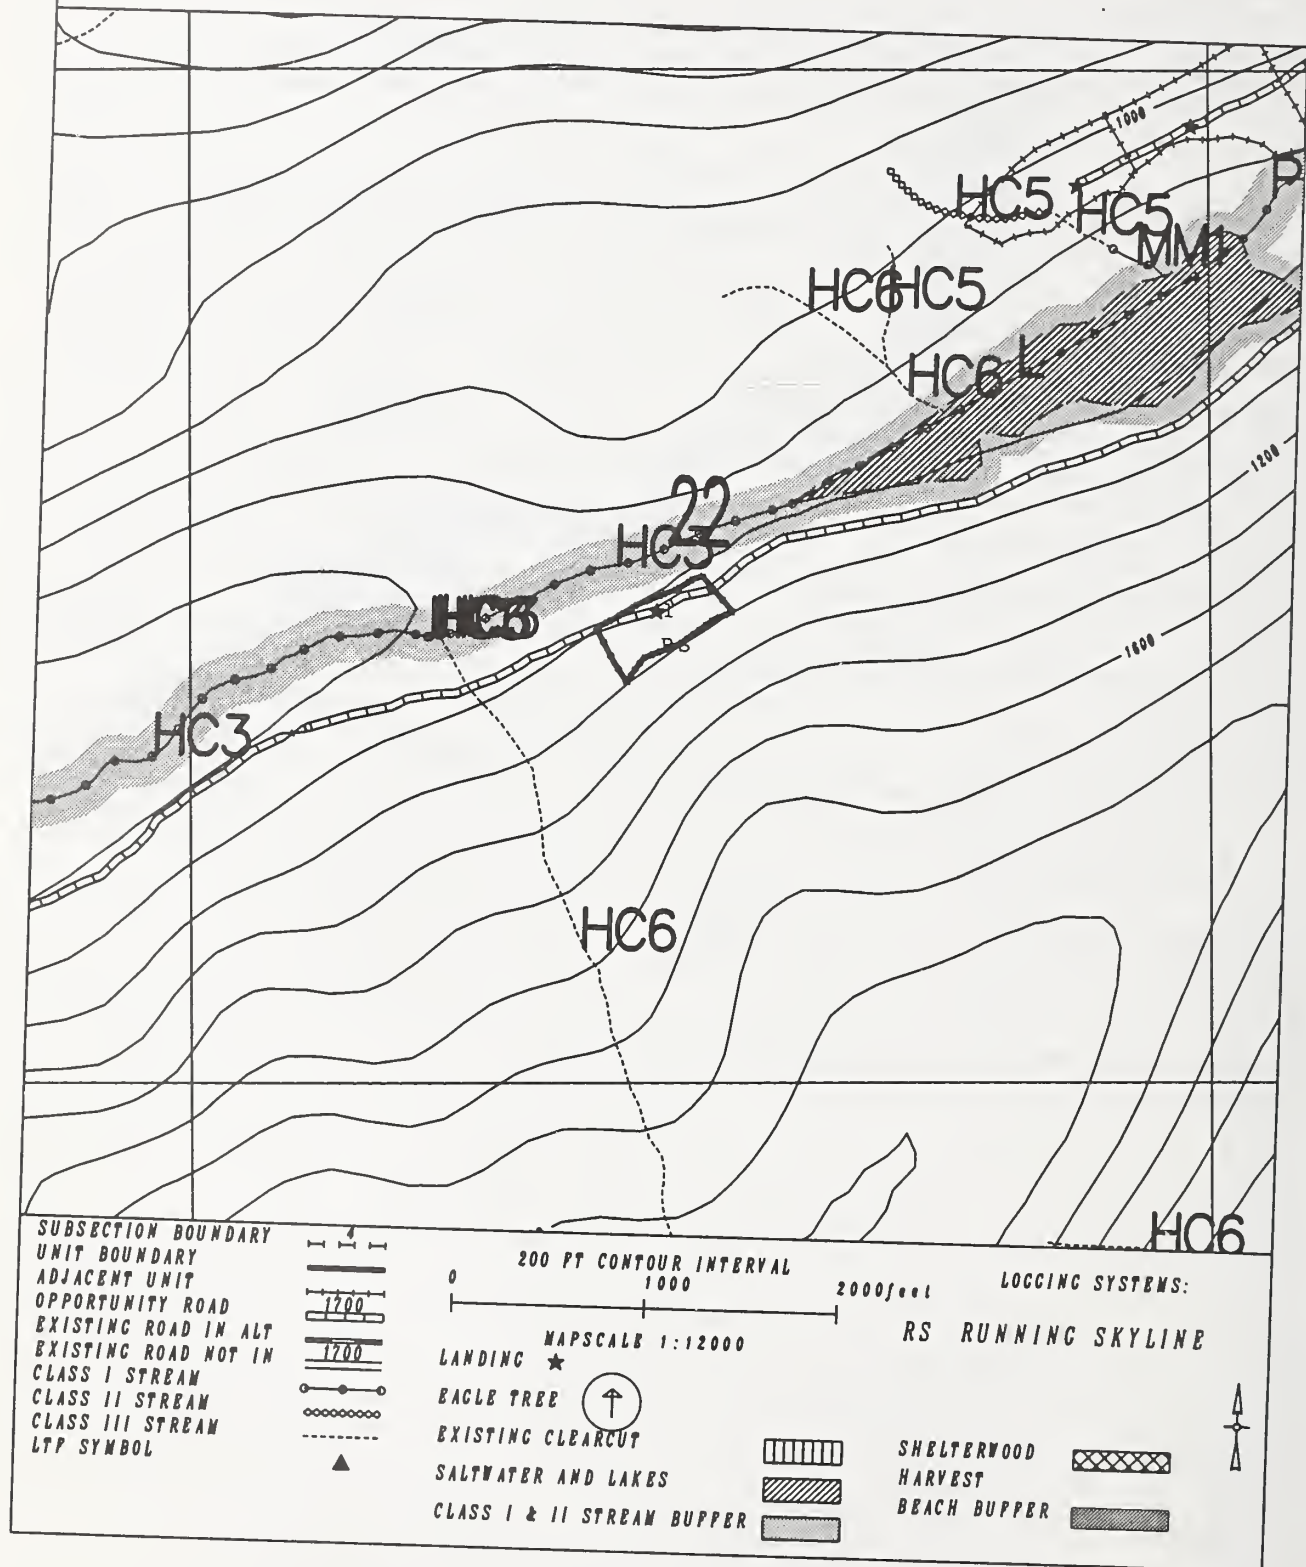 1000
HC5
HC5
MM1
P
HC6
HC5
HC6
L
1200
22
HC3
HC3
1
1600
HC3
HC6
HC6
SUBSECTION BOUNDARY
UNIT BOUNDARY
ADJACENT UNIT
OPPORTUNITY ROAD
EXISTING ROAD IN ALT
EXISTING ROAD NOT IN
CLASS I STREAM
CLASS II STREAM
CLASS III STREAM
LTF SYMBOL
4
1700
1700
200 FT CONTOUR INTERVAL
0 1000 2000feet
MAPSCALE 1:12000
LANDING
EAGLE TREE
EXISTING CLEARCUT
SALTWATER AND LAKES
CLASS I & II STREAM BUFFER
LOGGING SYSTEMS:
RS RUNNING SKYLINE
SHELTERWOOD
HARVEST
BEACH BUFFER